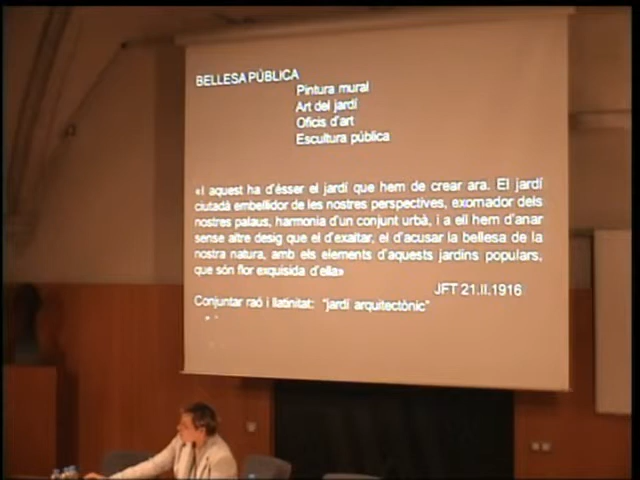 BELLESA PÚBLICA
Pintura mural
Art del jardí
Oficis d'art
Escultura pública
«I aquest ha d'ésser el jardí que hem de crear ara. El jardí
ciutadà embellidor de les nostres perspectives, exornador dels
nostres palaus, harmonia d'un conjunt urbà, i a ell hem d'anar
sense altre desig que el d'exaltar, el d'acusar la bellesa de la
nostra natura, amb els elements d'aquests jardins populars,
que són flor exquisida d'ella»
JFT 21.II.1916
Conjuntar raó i llatinitat: "jardí arquitectònic"